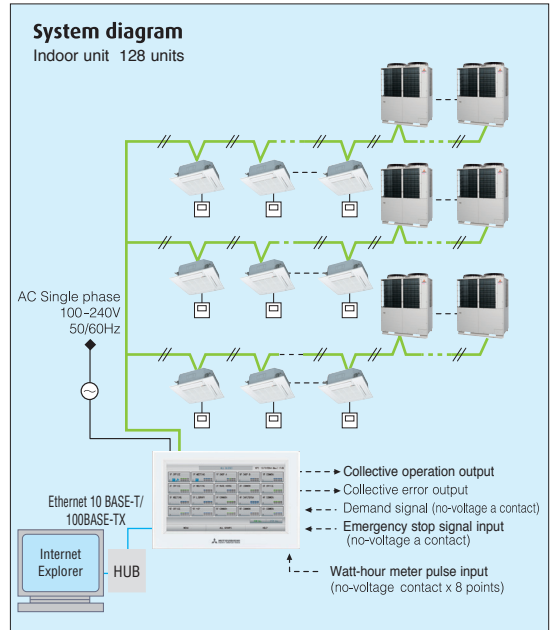 System diagram
Indoor unit 128 units
AC Single phase
100-240V
50/60Hz
Ethernet 10 BASE-T/
100BASE-TX
Internet
Explorer
HUB
Collective operation output
Collective error output
Demand signal (no-voltage a contact)
Emergency stop signal input
(no-voltage a contact)
Watt-hour meter pulse input
(no-voltage contact x 8 points)